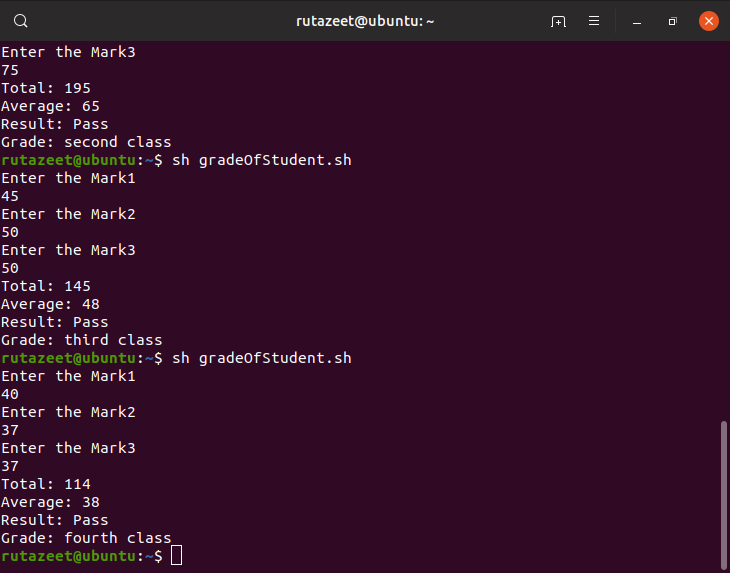 rutazeet@ubuntu: ~
Enter the Mark3
75
Total: 195
Average: 65
Result: Pass
Grade: second class
rutazeet@ubuntu:~$ sh gradeOfStudent.sh
Enter the Mark1
45
Enter the Mark2
50
Enter the Mark3
50
Total: 145
Average: 48
Result: Pass
Grade: third class
rutazeet@ubuntu:~$ sh gradeOfStudent.sh
Enter the Mark1
40
Enter the Mark2
37
Enter the Mark3
37
Total: 114
Average: 38
Result: Pass
Grade: fourth class
rutazeet@ubuntu:~$